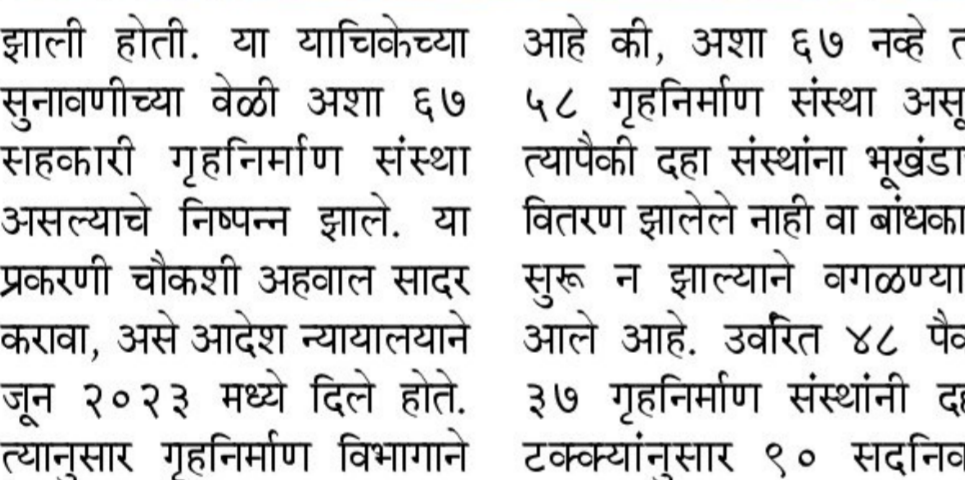 झाली होती. या याचिकेच्या
सुनावणीच्या वेळी अशा ६७
सहकारी गृहनिर्माण संस्था
असल्याचे निष्पन्न झाले. या
प्रकरणी चौकशी अहवाल सादर
करावा, असे आदेश न्यायालयाने
जून २०२३ मध्ये दिले होते.
त्यानुसार गृहनिर्माण विभागाने
आहे की, अशा ६७ नव्हे
५८ गृहनिर्माण संस्था
त्यापैकी दहा संस्थांना
वितरण झालेले नाही वा
सुरू न झाल्याने
आले आहे. उर्वरित ४८
३७ गृहनिर्माण संस्थांनी
टक्क्यांनुसार ९०